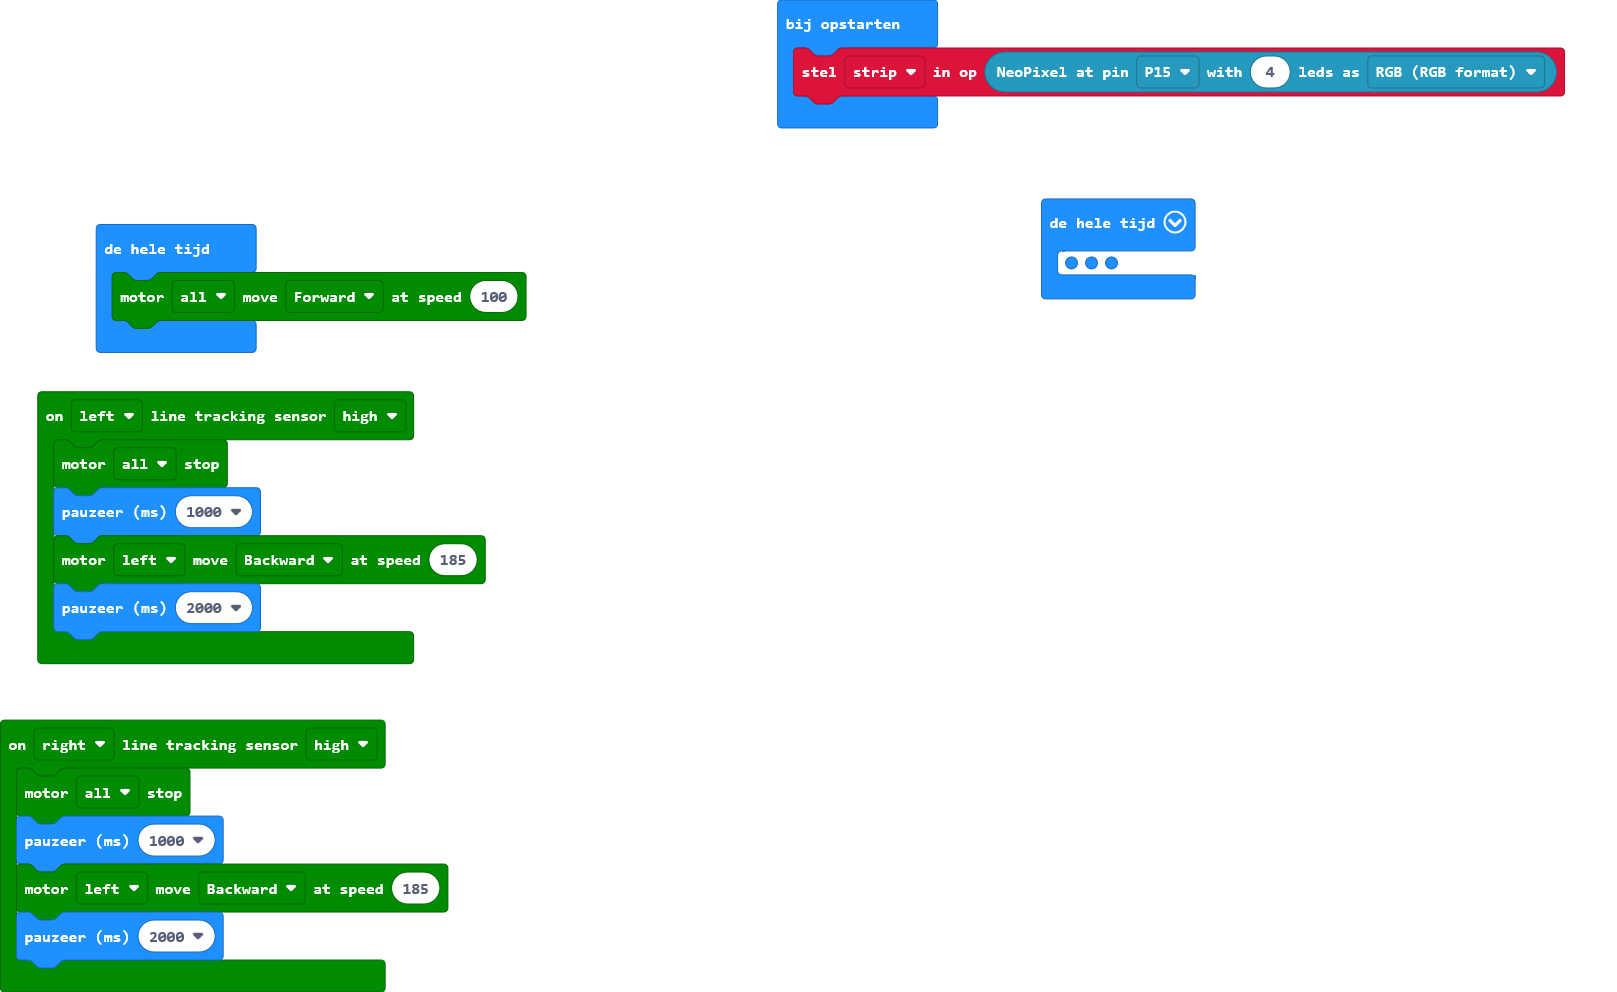 bij opstarten
stel strip in op NeoPixel at pin P15 with 4 leds as RGB (RGB format)
de hele tijd
de hele tijd
motor all move Forward at speed 100
on left line tracking sensor high
motor all stop
pauzeer (ms) 1000
motor left move Backward at speed 185
pauzeer (ms) 2000
on right line tracking sensor high
motor all stop
pauzeer (ms) 1000
motor left move Backward at speed 185
pauzeer (ms) 2000